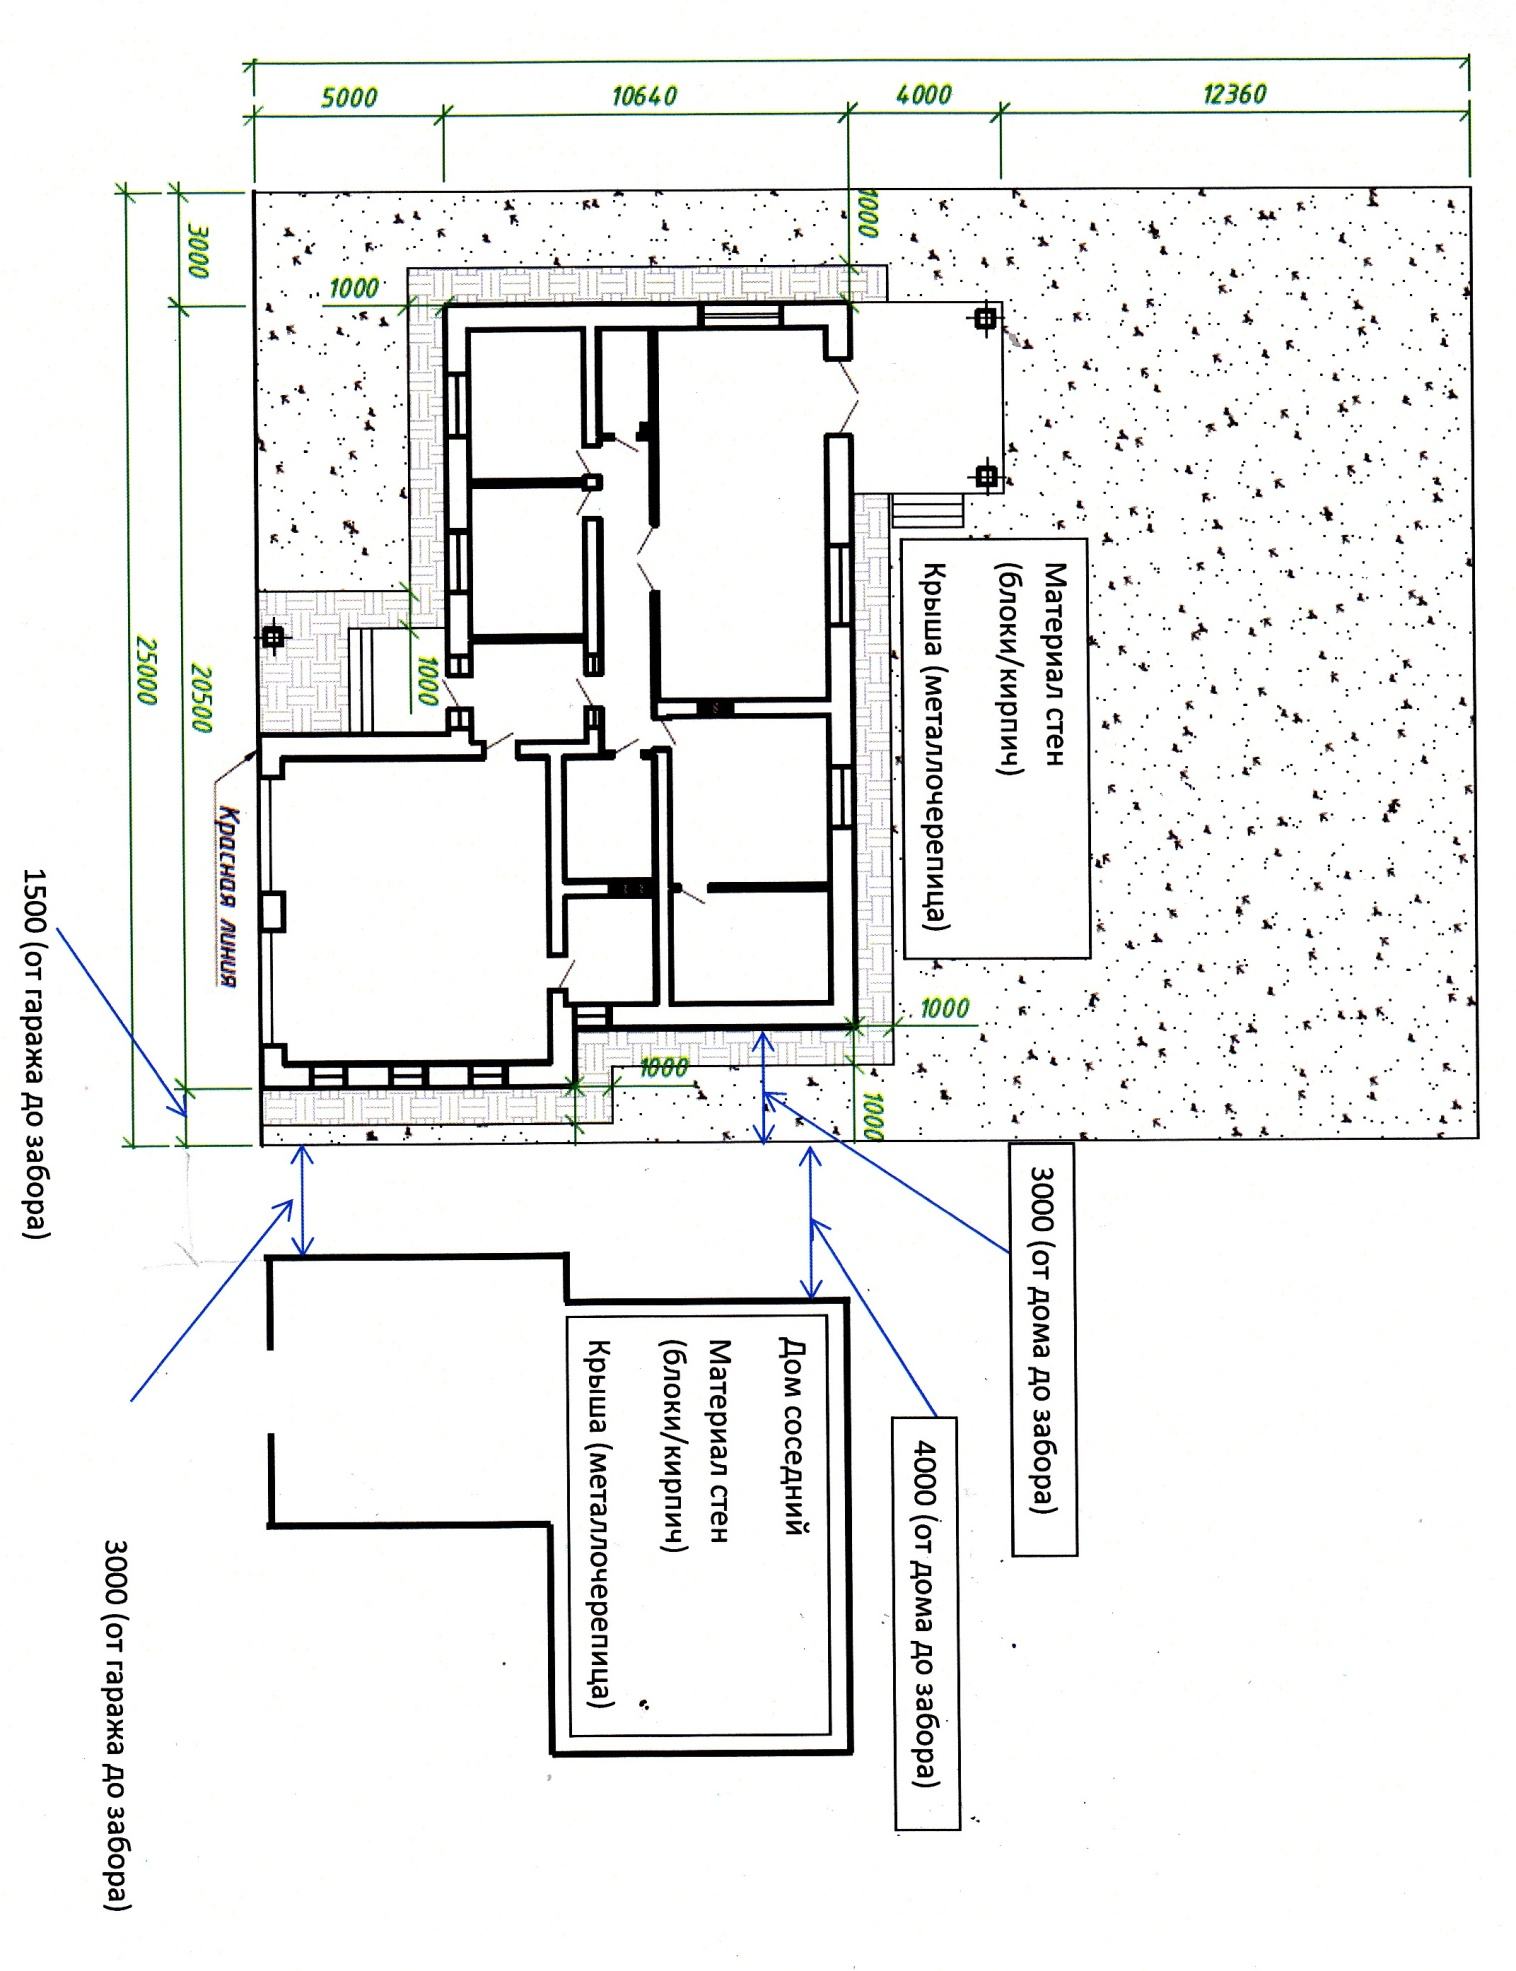 5000
10640
4000
12360
3000
1000
1000
1000
25000
20500
Красная линия
Материал стен
(блоки/кирпич)
Крыша (металлочерепица)
1000
1000
1000
1500 (от гаража до забора)
3000 (от дома до забора)
4000 (от дома до забора)
Дом соседний
Материал стен
(блоки/кирпич)
Крыша (металлочерепица)
3000 (от гаража до забора)